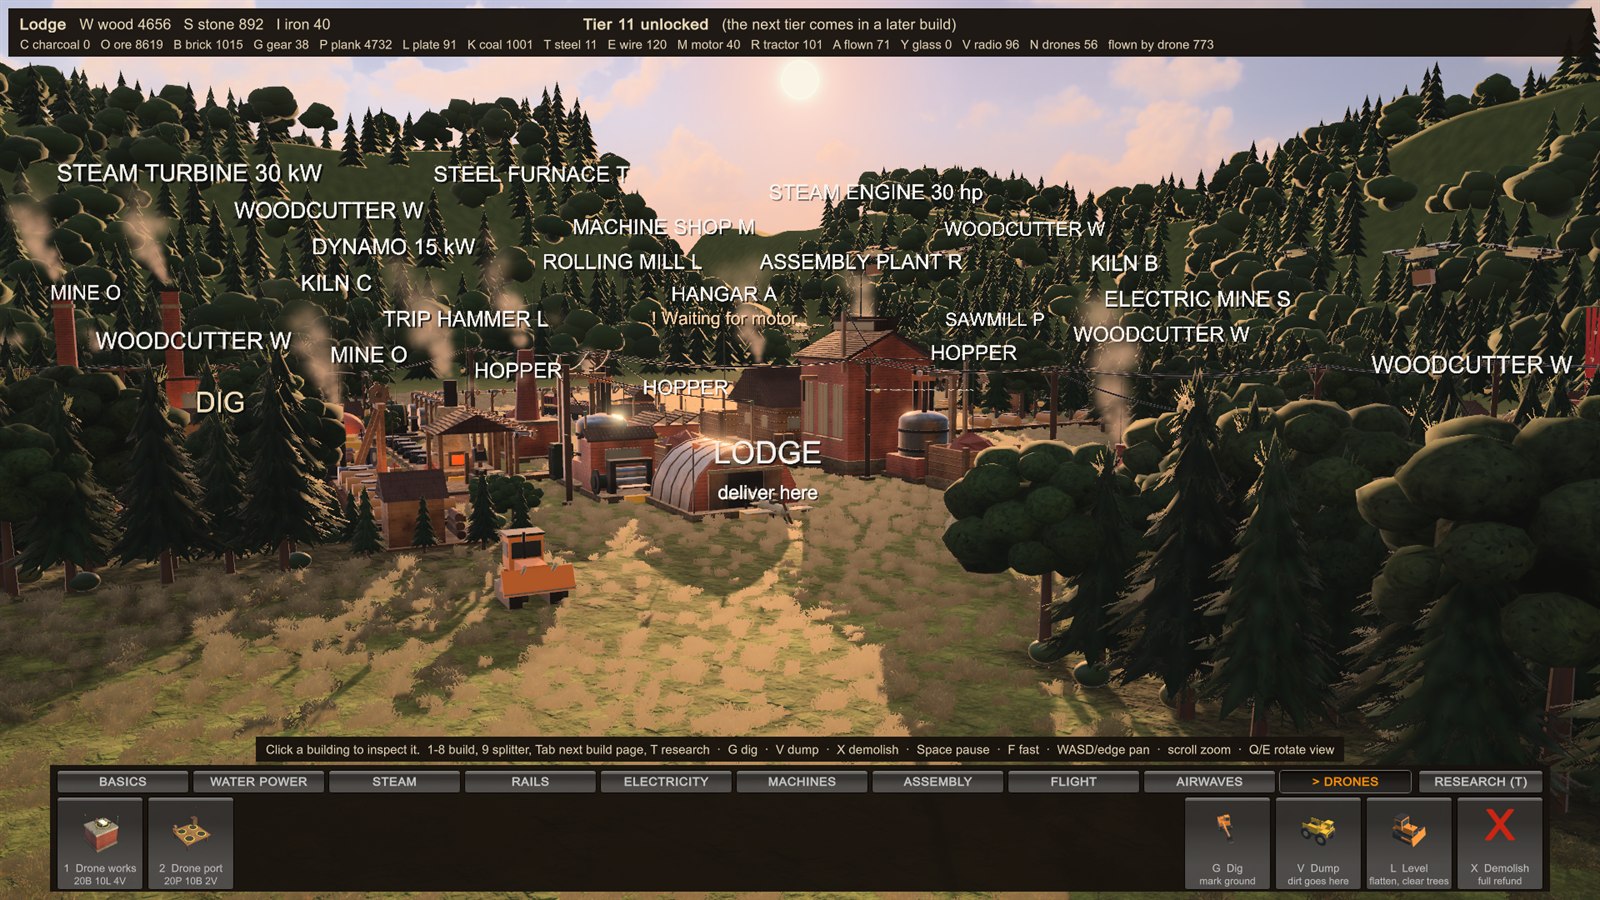 Lodge W wood 4656 S stone 892 I iron 40
Tier 11 unlocked (the next tier comes in a later build)
C charcoal 0 O ore 8619 B brick 1015 G gear 38 P plank 4732 L plate 91 K coal 1001 T steel 11 E wire 120 M motor 40 R tractor 101 A flown 71 Y glass 0 V radio 96 N drones 56 flown by drone 773
STEAM TURBINE 30 kW
STEEL FURNACE T
STEAM ENGINE 30 hp
WOODCUTTER W
MACHINE SHOP M
WOODCUTTER W
DYNAMO 15 kW
ROLLING MILL L
ASSEMBLY PLANT R
KILN B
KILN C
MINE O
HANGAR A
ELECTRIC MINE S
! Waiting for motor
TRIP HAMMER L
SAWMILL P
WOODCUTTER W
WOODCUTTER W
MINE O
HOPPER
WOODCUTTER W
HOPPER
HOPPER
DIG
LODGE
deliver here
Click a building to inspect it. 1-8 build, 9 splitter, Tab next build page, T research · G dig · V dump · X demolish · Space pause · F fast · WASD/edge pan · scroll zoom · Q/E rotate view
BASICS
WATER POWER
STEAM
RAILS
ELECTRICITY
MACHINES
ASSEMBLY
FLIGHT
AIRWAVES
> DRONES
RESEARCH (T)
1 Drone works
20B 10L 4V
2 Drone port
20P 10B 2V
G Dig
mark ground
V Dump
dirt goes here
L Level
flatten, clear trees
X Demolish
full refund